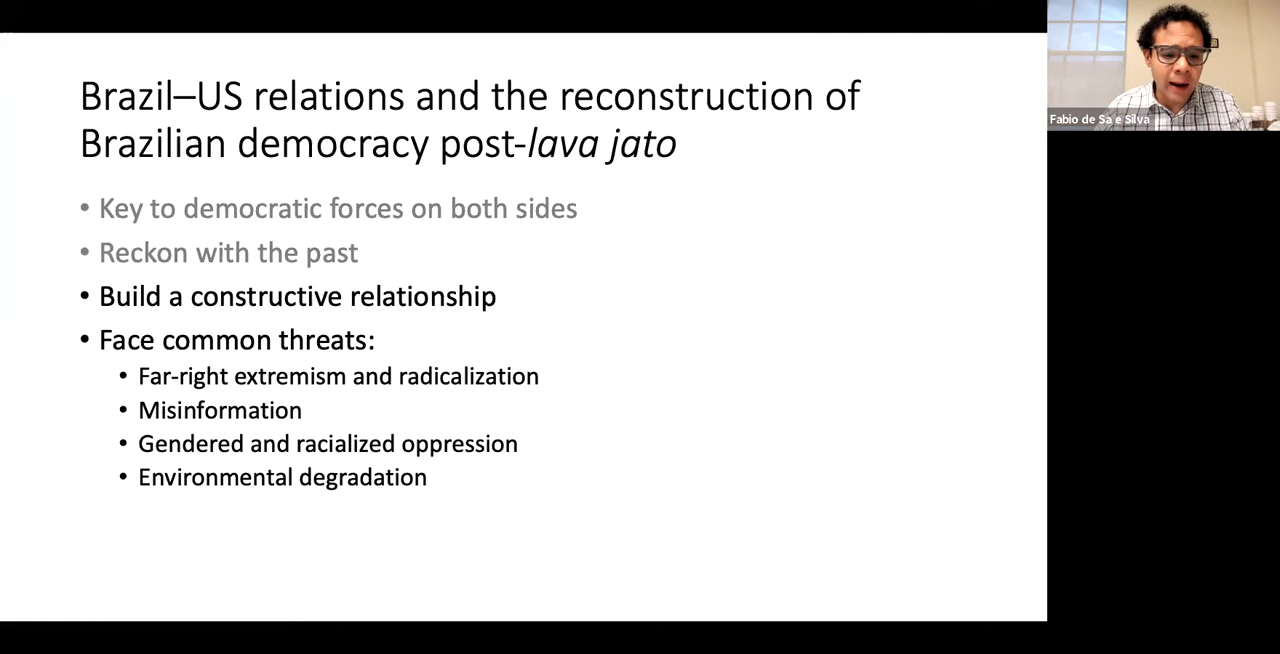 Brazil–US relations and the reconstruction of
Brazilian democracy post-lava jato
• Key to democratic forces on both sides
• Reckon with the past
• Build a constructive relationship
• Face common threats:
• Far-right extremism and radicalization
• Misinformation
• Gendered and racialized oppression
• Environmental degradation
Fabio de Sa e Silva